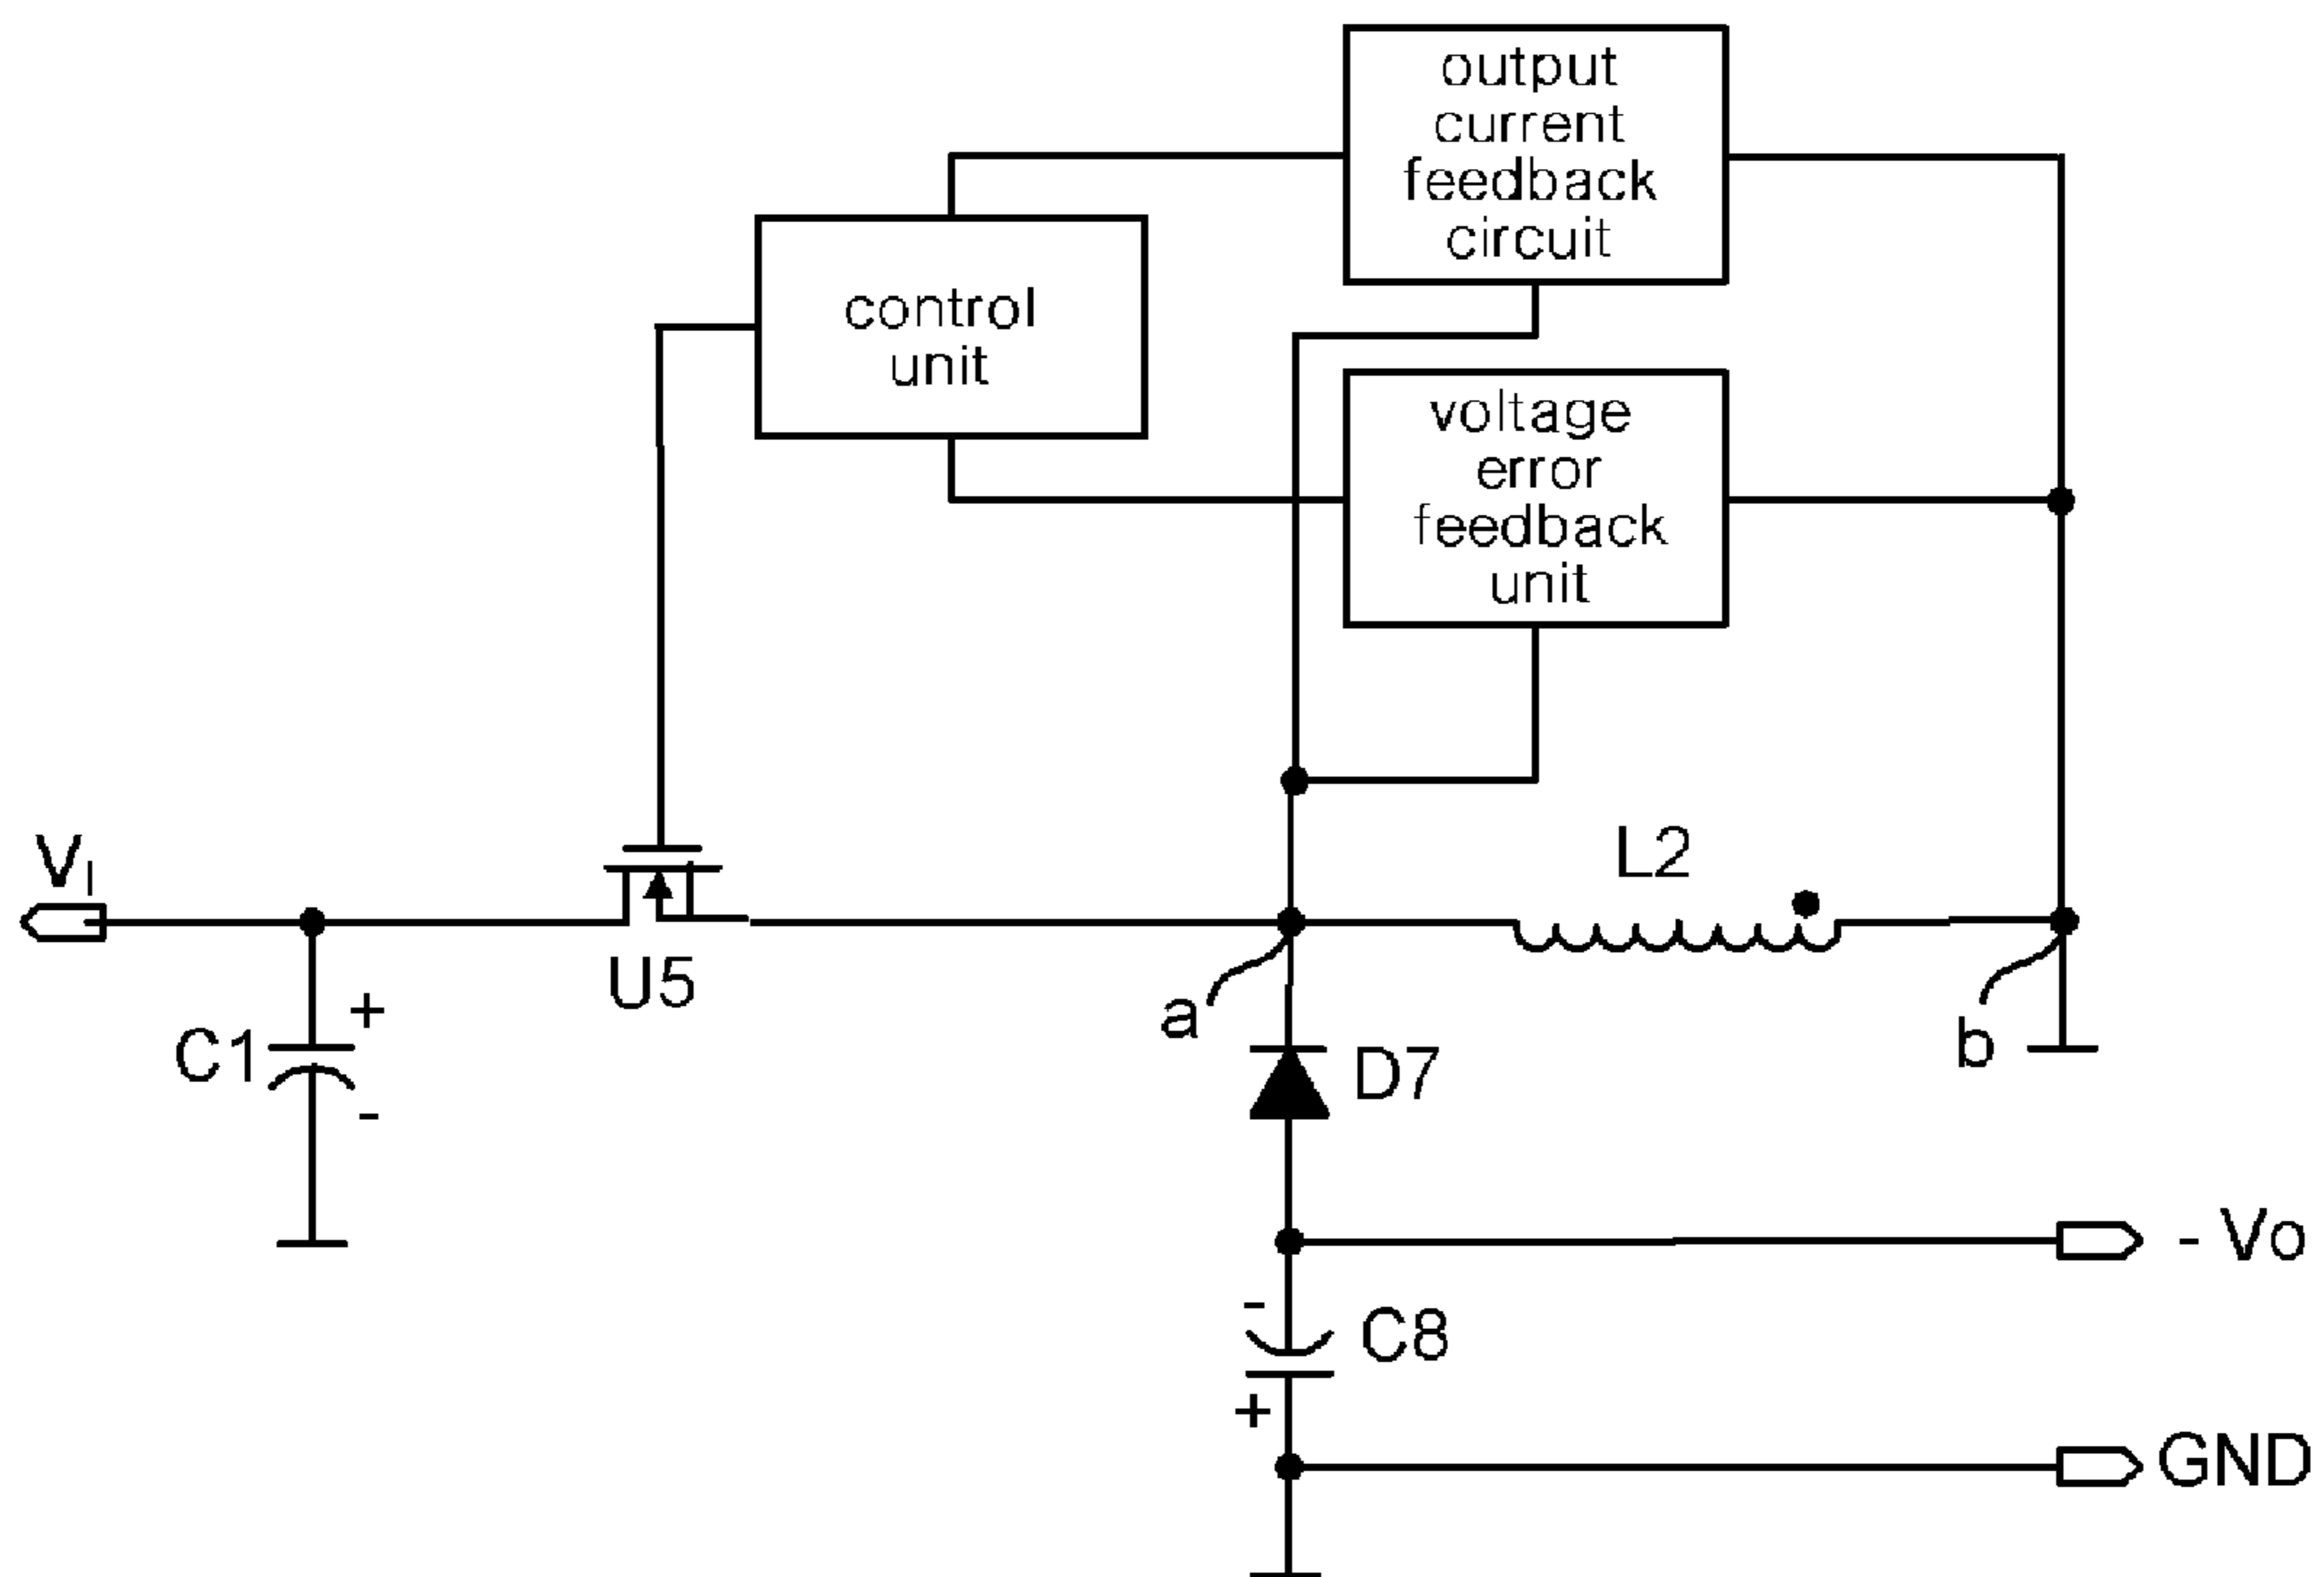 output
current
feedback
circuit
control
unit
voltage
error
feedback
unit
VI
L2
U5
a
b
C1
+
-
D7
- Vo
-
C8
+
GND